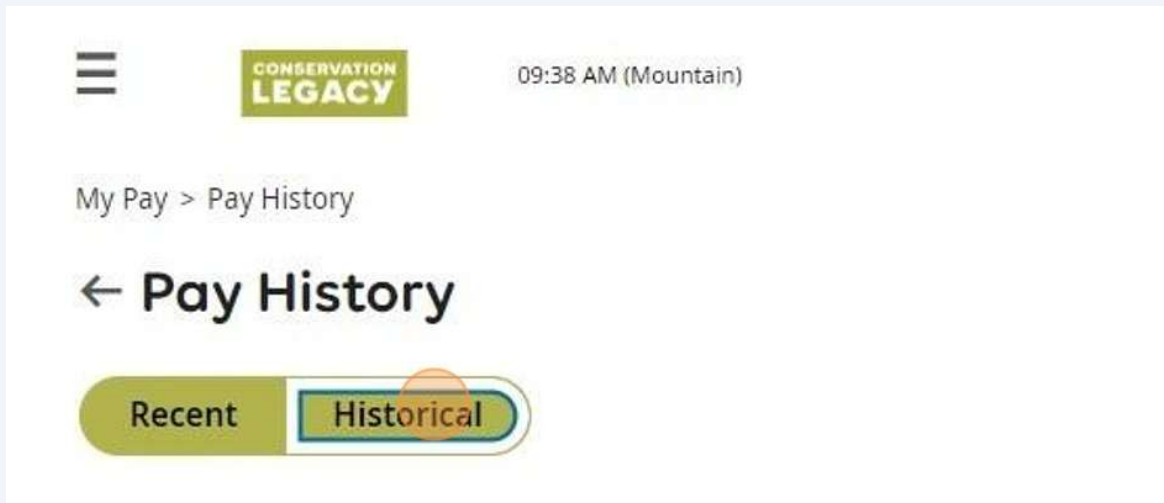 CONSERVATION
LEGACY
09:38 AM (Mountain)
My Pay > Pay History
← Pay History
Recent Historical